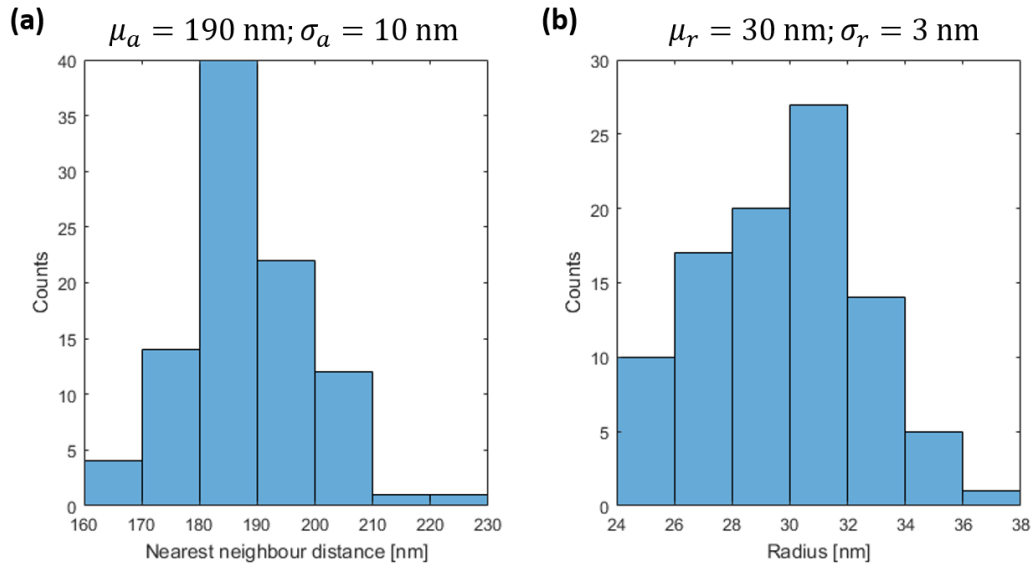 (a)
μₐ = 190 nm; σₐ = 10 nm
40
35
30
25
20
15
10
5
0
Counts
160 170 180 190 200 210 220 230
Nearest neighbour distance [nm]
(b)
μᵣ = 30 nm; σᵣ = 3 nm
30
25
20
15
10
5
0
Counts
24 26 28 30 32 34 36 38
Radius [nm]